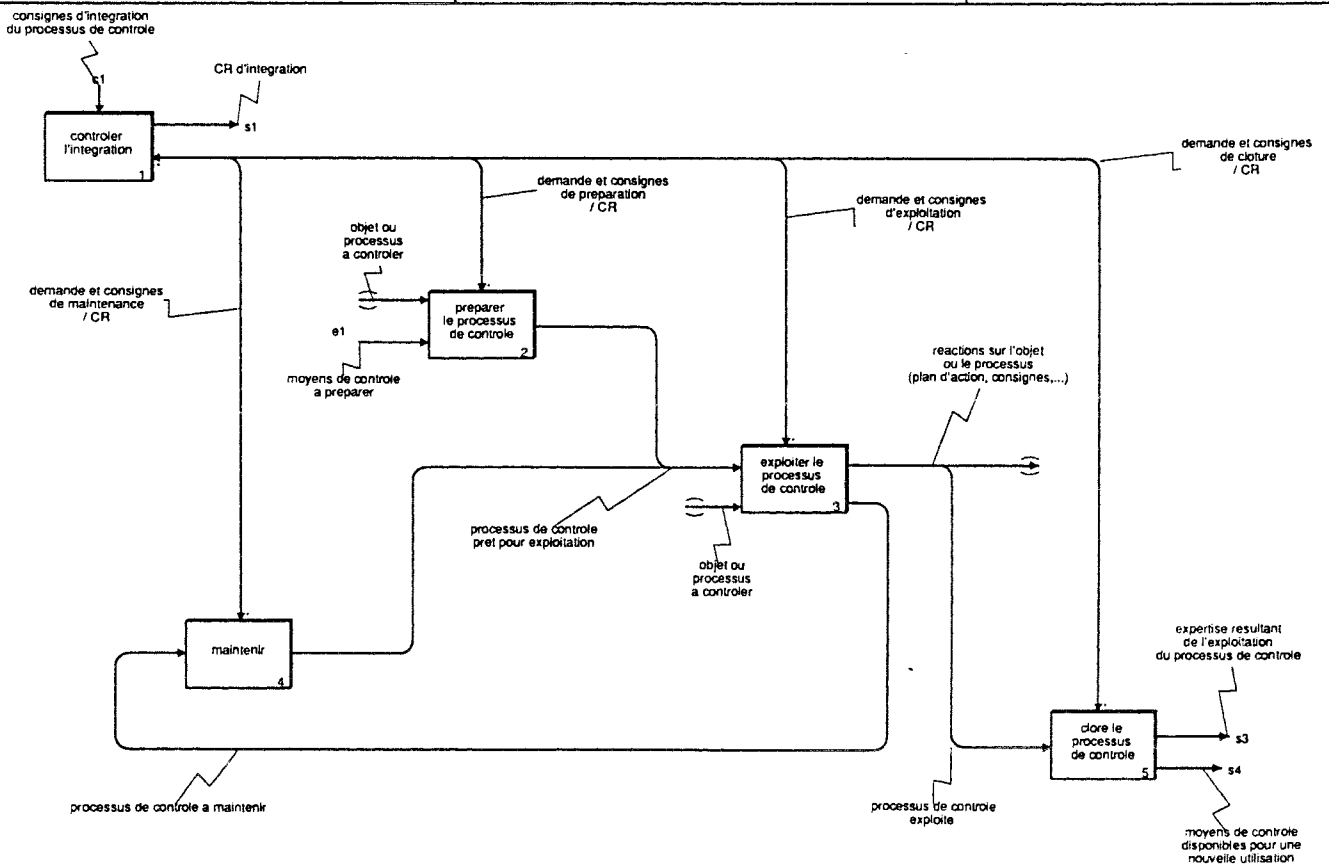 consignes d'integration
du processus de controle
c1
CR d'integration
s1
controler
l'integration
1
demande et consignes
de cloture
/ CR
demande et consignes
de preparation
/ CR
demande et consignes
d'exploitation
/ CR
objet ou
processus
a controler
demande et consignes
de maintenance
/ CR
preparer
le processus
de controle
2
e1
moyens de controle
a preparer
reactions sur l'objet
ou le processus
(plan d'action, consignes,...)
exploiter le
processus
de controle
3
processus de controle
pret pour exploitation
objet ou
processus
a controler
maintenir
4
expertise resultant
de l'exploitation
du processus de controle
clore le
processus
de controle
5
s3
s4
processus de controle a maintenir
processus de controle
exploite
moyens de controle
disponibles pour une
nouvelle utilisation